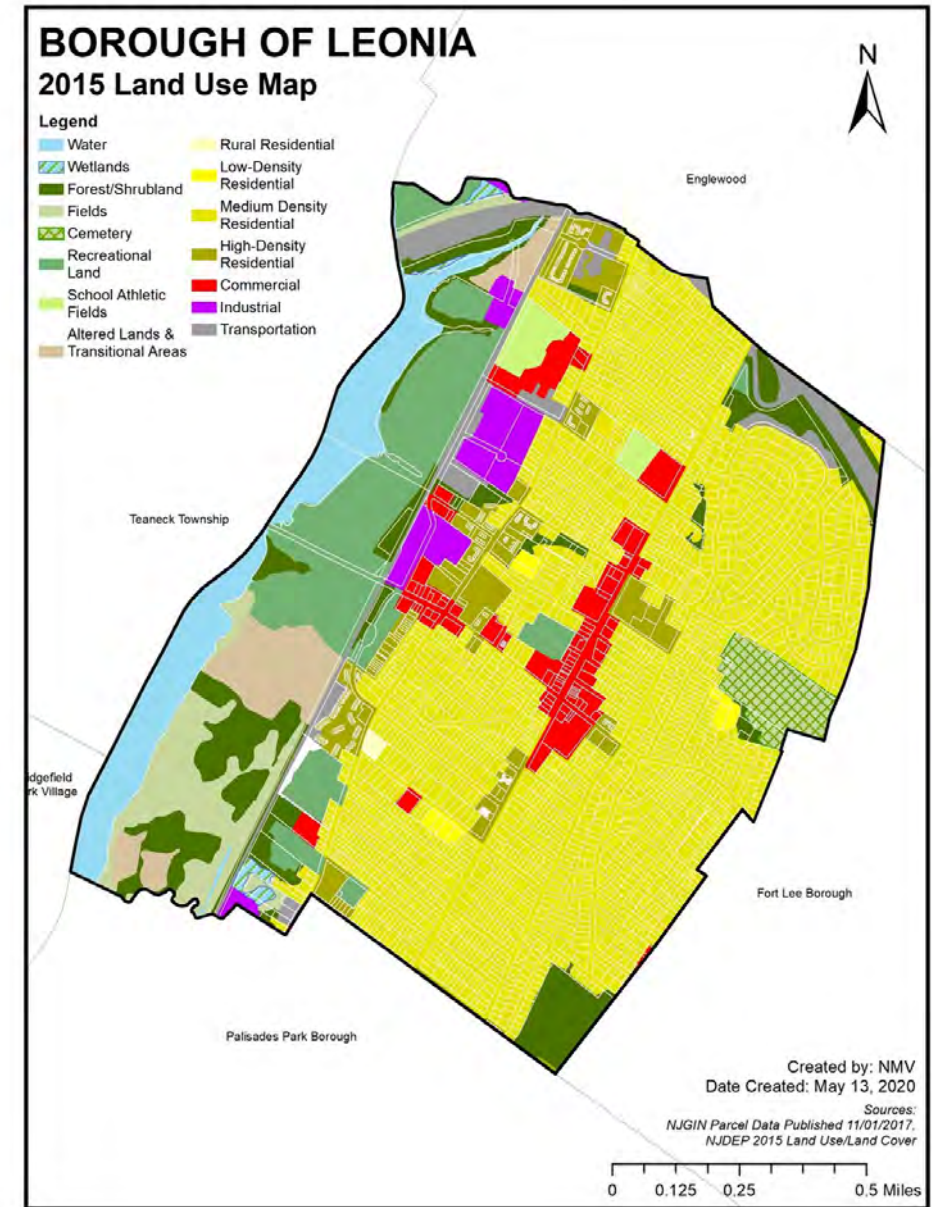 BOROUGH OF LEONIA
2015 Land Use Map
N
Legend
Water
Wetlands
Forest/Shrubland
Fields
Cemetery
Recreational
Land
School Athletic
Fields
Altered Lands &
Transitional Areas
Rural Residential
Low-Density
Residential
Medium Density
Residential
High-Density
Residential
Commercial
Industrial
Transportation
Englewood
Teaneck Township
dgefield
rk Village
Fort Lee Borough
Palisades Park Borough
Created by: NMV
Date Created: May 13, 2020
Sources:
NJGIN Parcel Data Published 11/01/2017,
NJDEP 2015 Land Use/Land Cover
0 0.125 0.25 0.5 Miles